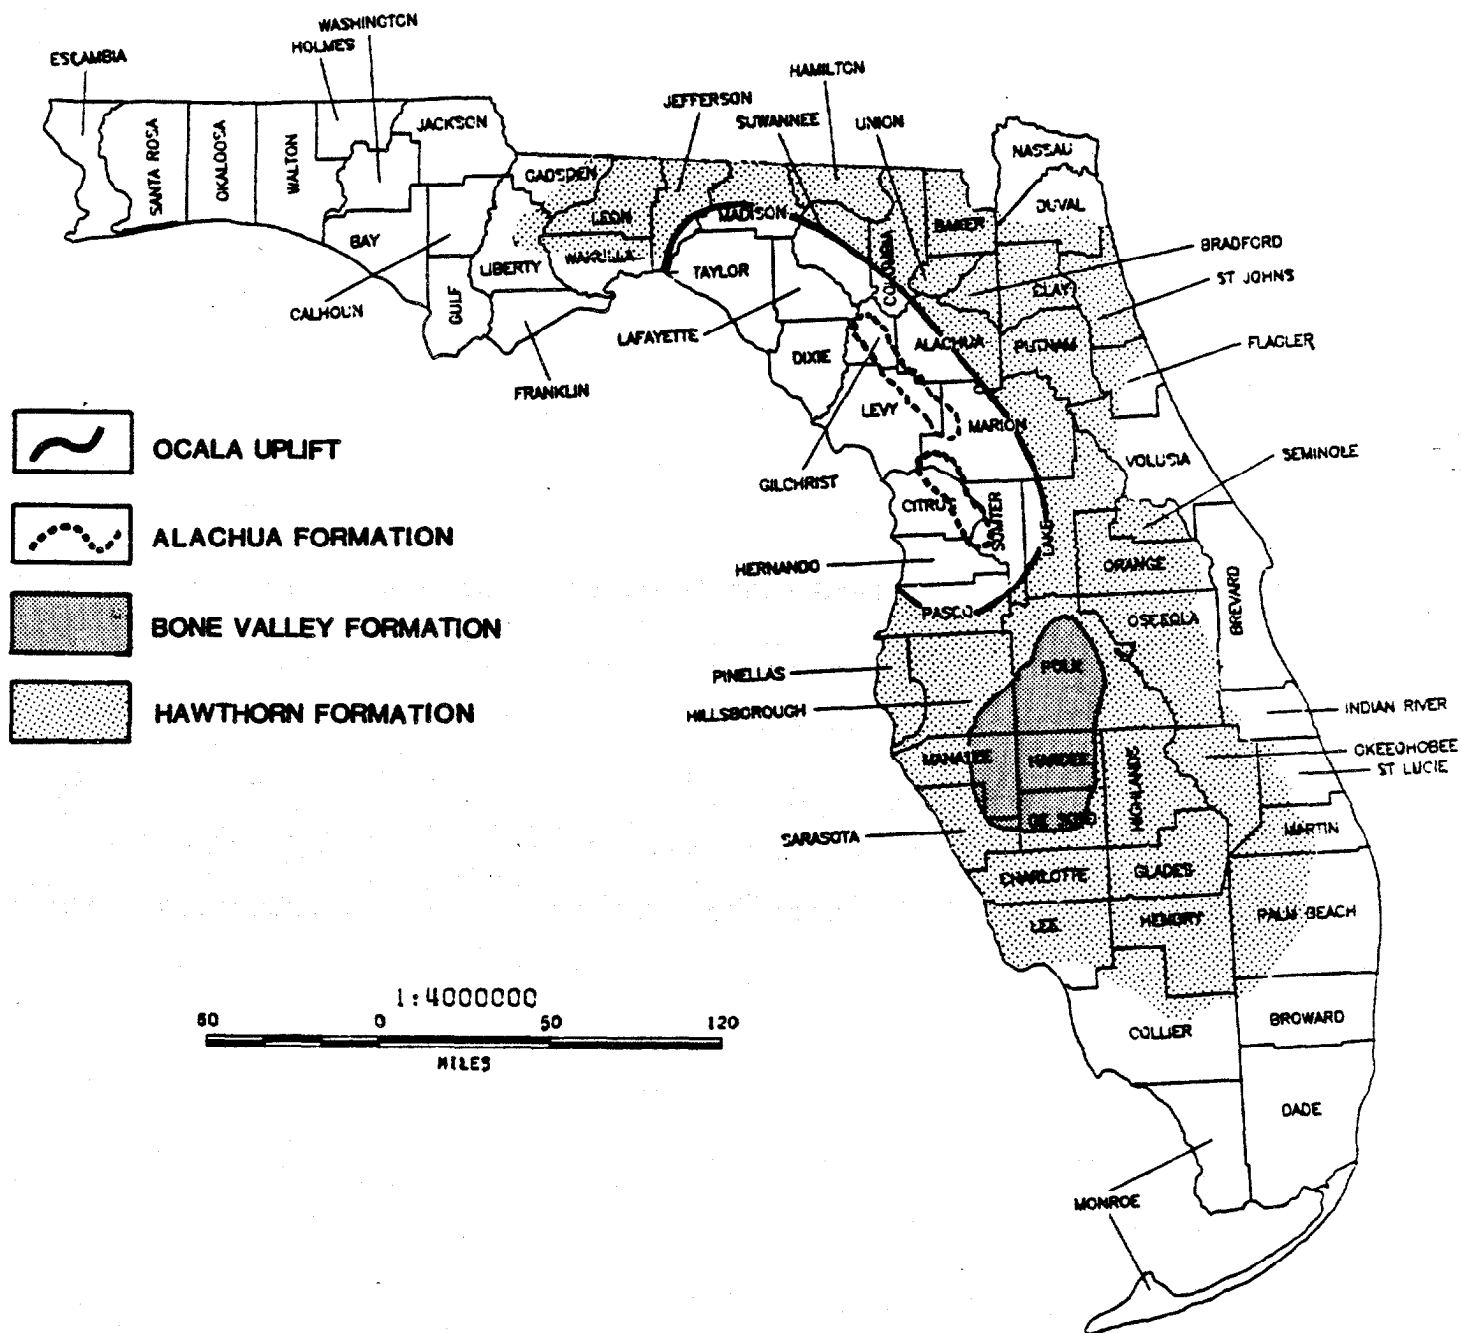 WASHINGTON
HOLMES
ESCAMBIA
HAMILTON
JEFFERSON
SUWANNEE
UNION
JACKSON
NASSAU
SANTA ROSA
OKALOOSA
WALTON
GADSDEN
LEON
MADISON
COLUMBIA
BAKER
DUVAL
BAY
LIBERTY
WAKULLA
TAYLOR
BRADFORD
ST JOHNS
CLAY
CALHOUN
GULF
LAFAYETTE
DIXIE
ALACHUA
PUTNAM
FLAGLER
FRANKLIN
LEVY
MARION
OCALA UPLIFT
VOLUSIA
SEMINOLE
GILCHRIST
CITRUS
SUMTER
LAKE
ALACHUA FORMATION
HERNANDO
ORANGE
BREVARD
PASCO
OSCEOLA
BONE VALLEY FORMATION
POLK
PINELLAS
HILLSBOROUGH
INDIAN RIVER
HAWTHORN FORMATION
OKEECHOBEE
ST LUCIE
MANATEE
HARDEE
HIGHLANDS
DE SOTO
SARASOTA
MARTIN
CHARLOTTE
GLADES
LEE
HENDRY
PALM BEACH
1:4000000
60 0 50 120
MILES
COLLIER
BROWARD
DADE
MONROE